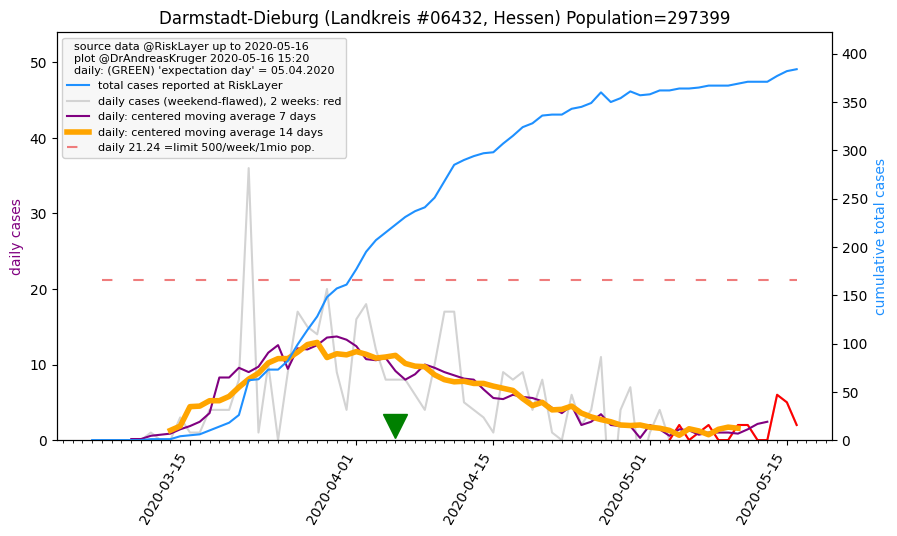 Darmstadt-Dieburg (Landkreis #06432, Hessen) Population=297399
source data @RiskLayer up to 2020-05-16
plot @DrAndreasKruger 2020-05-16 15:20
daily: (GREEN) 'expectation day' = 05.04.2020
total cases reported at RiskLayer
daily cases (weekend-flawed), 2 weeks: red
daily: centered moving average 7 days
daily: centered moving average 14 days
daily 21.24 =limit 500/week/1mio pop.
daily cases
50
40
30
20
10
0
cumulative total cases
400
350
300
250
200
150
100
50
0
2020-03-15
2020-04-01
2020-04-15
2020-05-01
2020-05-15